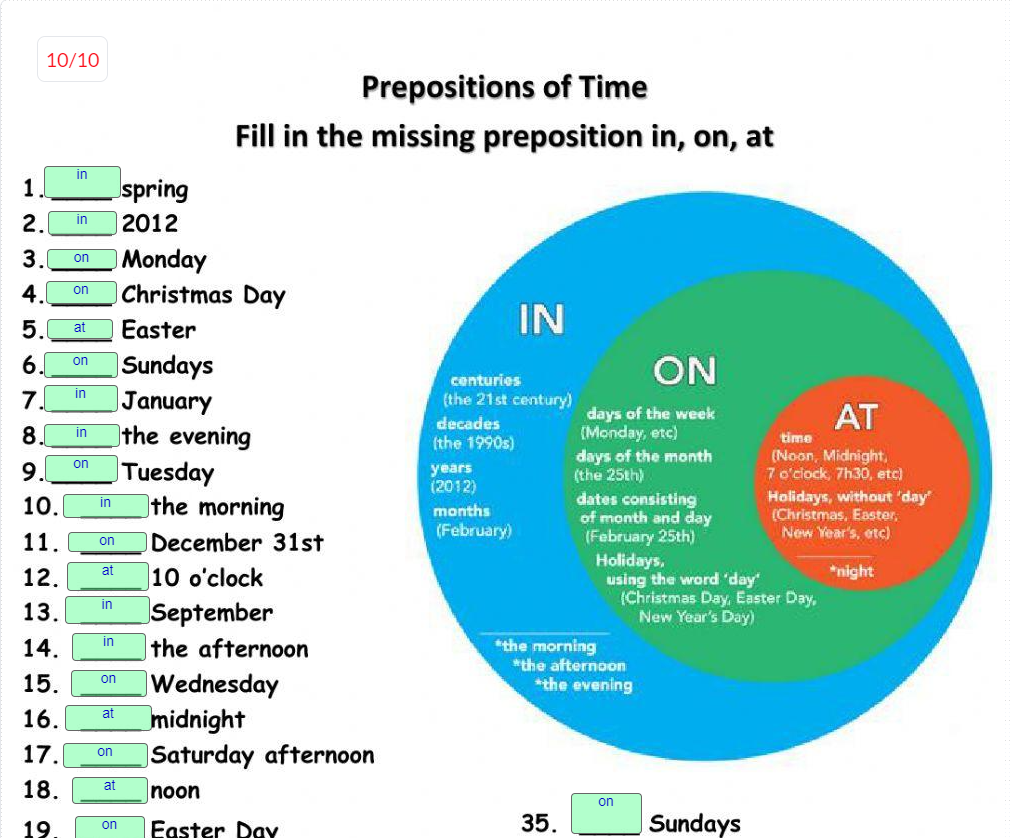 10/10
Prepositions of Time
Fill in the missing preposition in, on, at
1. in spring
2. in 2012
3. on Monday
4. on Christmas Day
5. at Easter
6. on Sundays
7. in January
8. in the evening
9. on Tuesday
10. in the morning
11. on December 31st
12. at 10 o'clock
13. in September
14. in the afternoon
15. on Wednesday
16. at midnight
17. on Saturday afternoon
18. at noon
19. on Easter Day
IN
centuries
(the 21st century)
decades
(the 1990s)
years
(2012)
months
(February)
*the morning
*the afternoon
*the evening
ON
days of the week
(Monday, etc)
days of the month
(the 25th)
dates consisting
of month and day
(February 25th)
Holidays,
using the word 'day'
(Christmas Day, Easter Day,
New Year's Day)
AT
time
(Noon, Midnight,
7 o'clock, 7h30, etc)
Holidays, without 'day'
(Christmas, Easter,
New Year's, etc)
*night
35. on Sundays